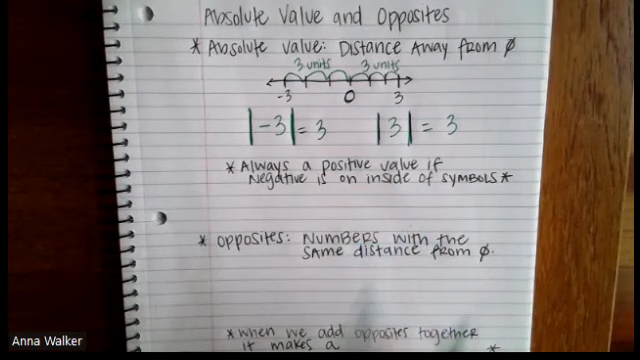 Absolute Value and Opposites
* Absolute Value: Distance Away from 0
3 units 3 units
-3 0 3
|-3| = 3 |3| = 3
* Always a positive value if
Negative is on inside of symbols *
* Opposites: Numbers with the
same distance from 0.
* when we add opposites together
it makes a *
Anna Walker